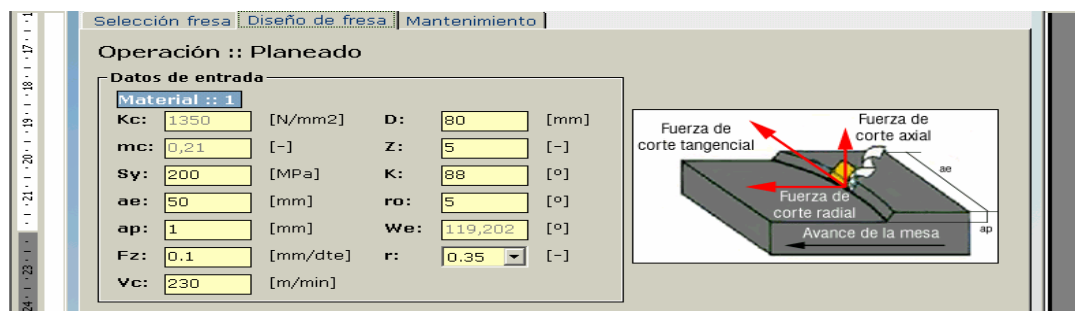 Selección fresa Diseño de fresa Mantenimiento
Operación :: Planeado
Datos de entrada
Material :: 1
Kc: 1350 [N/mm2] D: 80 [mm]
mc: 0,21 [-] Z: 5 [-]
Sy: 200 [MPa] K: 88 [º]
ae: 50 [mm] ro: 5 [º]
ap: 1 [mm] We: 119,202 [º]
Fz: 0.1 [mm/dte] r: 0.35 [-]
Vc: 230 [m/min]
Fuerza de
corte tangencial
Fuerza de
corte axial
ae
Fuerza de
corte radial
Avance de la mesa
ap
17
18
19
20
21
23
24